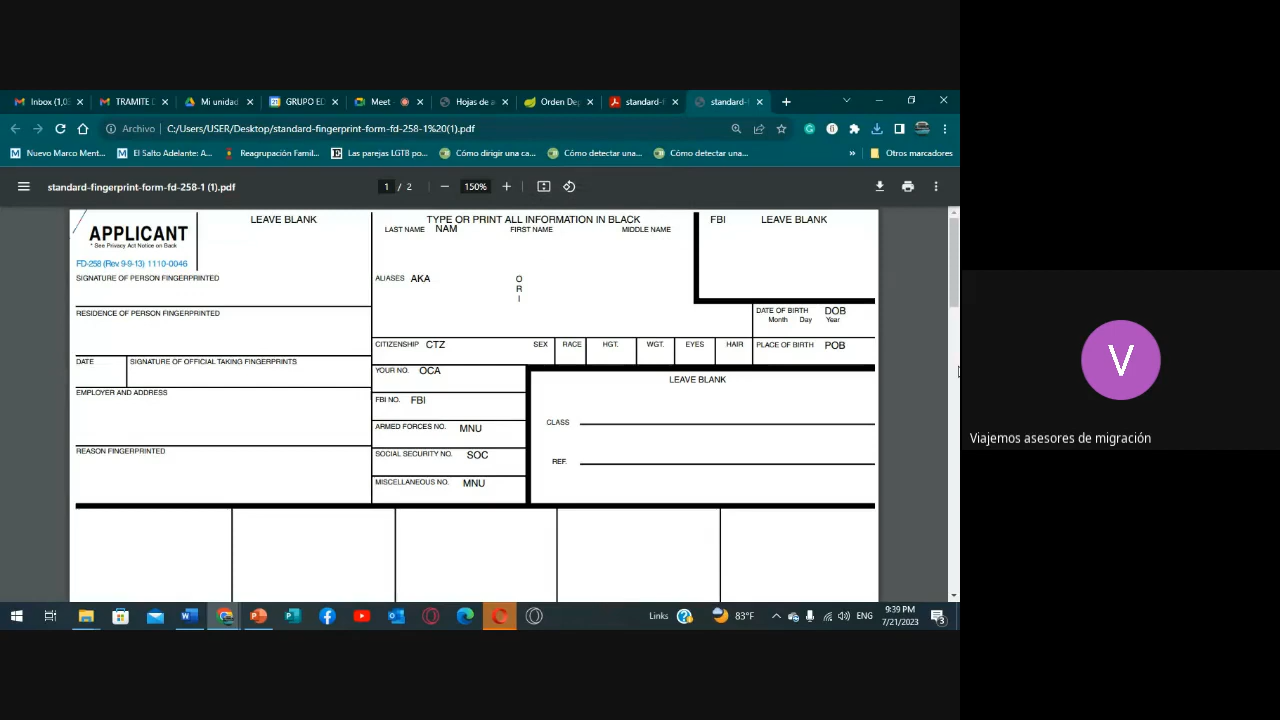 Inbox (1,0
TRAMITE D
Mi unidad
GRUPO ED
Meet -
Hojas de a
Orden Dep
standard-f
standard-f
Archivo
C:/Users/USER/Desktop/standard-fingerprint-form-fd-258-1%20(1).pdf
Nuevo Marco Ment...
El Salto Adelante: A...
Reagrupación Famil...
Las parejas LGTB po...
Cómo dirigir una ca...
Cómo detectar una...
Cómo detectar una...
»
Otros marcadores
standard-fingerprint-form-fd-258-1 (1).pdf
1 / 2
150%
APPLICANT
* See Privacy Act Notice on Back
FD-258 (Rev. 9-9-13) 1110-0046
LEAVE BLANK
TYPE OR PRINT ALL INFORMATION IN BLACK
LAST NAME NAM FIRST NAME MIDDLE NAME
FBI LEAVE BLANK
SIGNATURE OF PERSON FINGERPRINTED
ALIASES AKA
O
R
I
RESIDENCE OF PERSON FINGERPRINTED
DATE OF BIRTH DOB
Month Day Year
CITIZENSHIP CTZ
SEX
RACE
HGT.
WGT.
EYES
HAIR
PLACE OF BIRTH POB
DATE
SIGNATURE OF OFFICIAL TAKING FINGERPRINTS
YOUR NO. OCA
LEAVE BLANK
EMPLOYER AND ADDRESS
FBI NO. FBI
CLASS
ARMED FORCES NO. MNU
REASON FINGERPRINTED
SOCIAL SECURITY NO. SOC
REF.
MISCELLANEOUS NO. MNU
V
Viajemos asesores de migración
Links
83°F
ENG
9:39 PM
7/21/2023
3